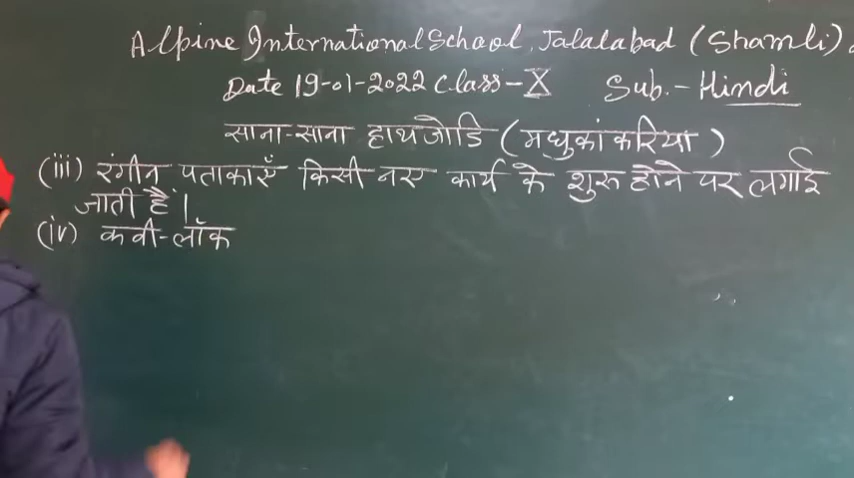 Alpine International School, Jalalabad (Shamli).
Date 19-01-2022 Class-X Sub.- Hindi
साना-साना हाथजोडि (मधुकांकरिया)
(iii) रंगीन पताकाएँ किसी नए कार्य के शुरू होने पर लगाई
जाती हैं।
(iv) कवी-लॉक